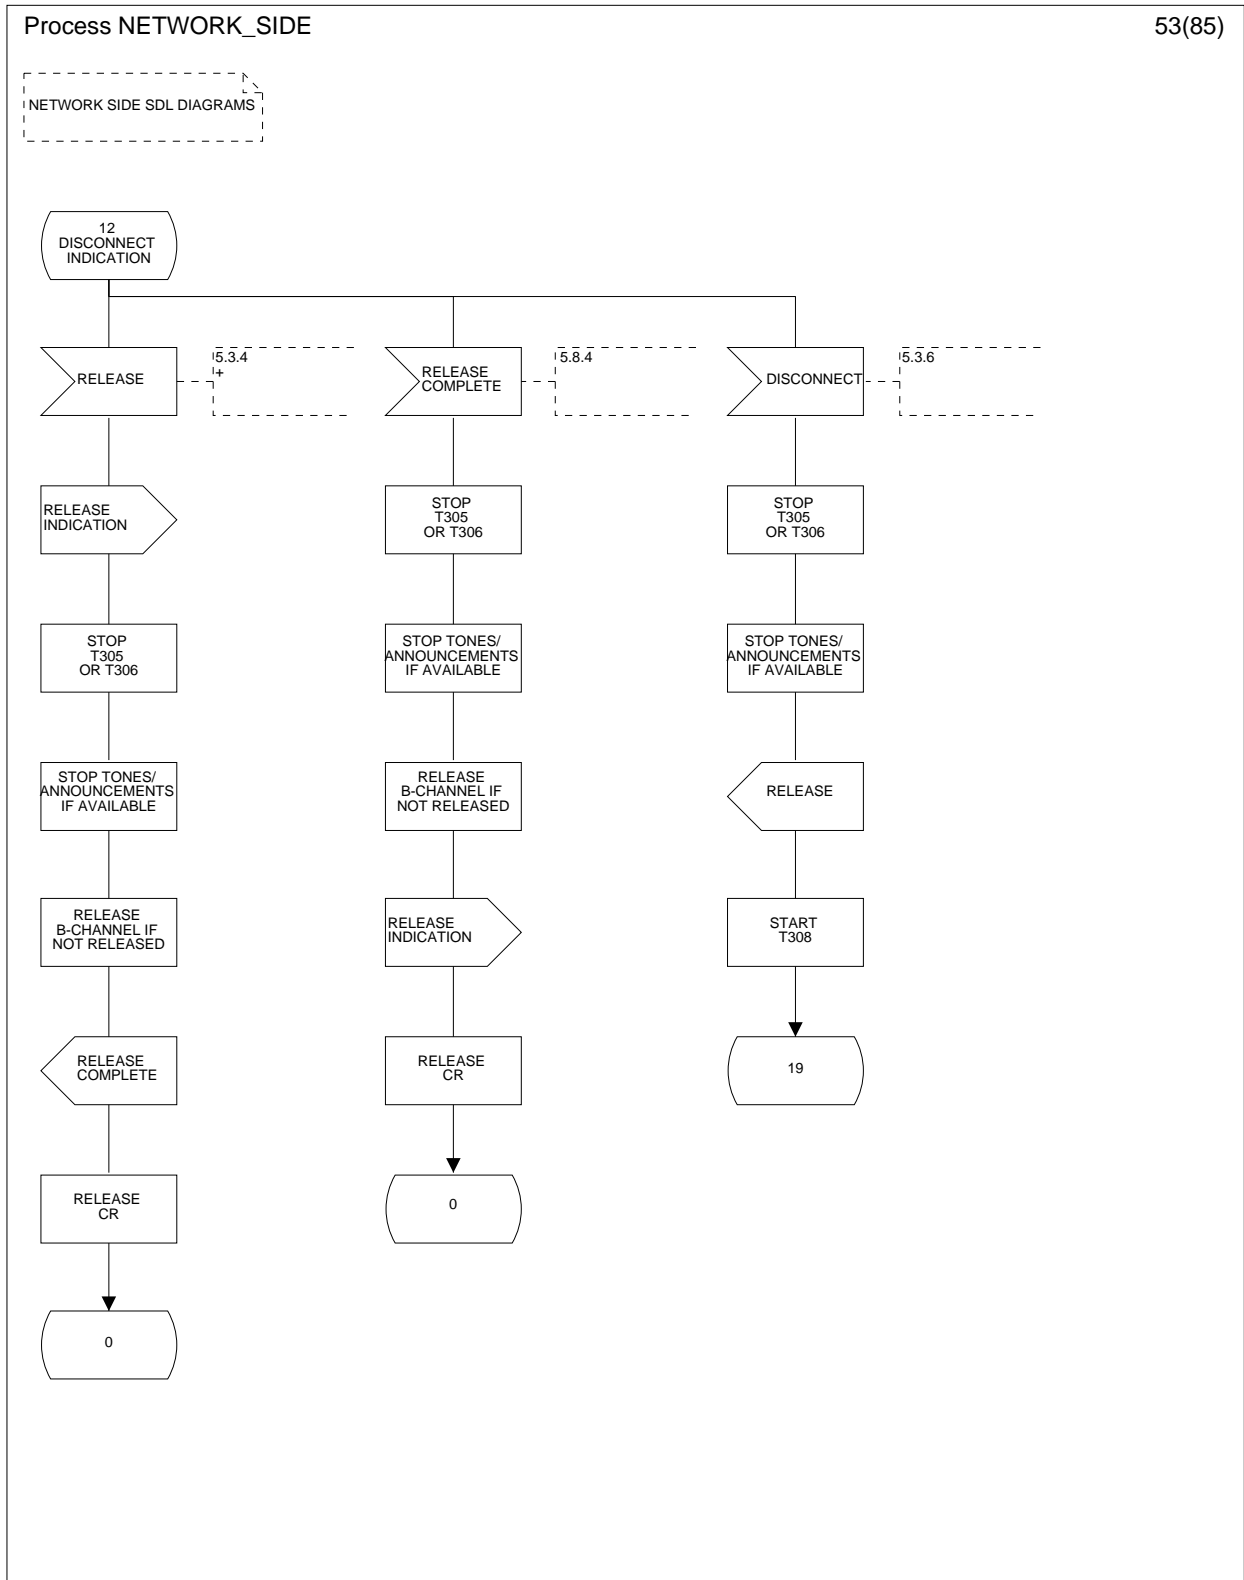 Process NETWORK_SIDE
53(85)
NETWORK SIDE SDL DIAGRAMS
12
DISCONNECT
INDICATION
RELEASE
5.3.4
+
RELEASE
COMPLETE
5.8.4
DISCONNECT
5.3.6
RELEASE
INDICATION
STOP
T305
OR T306
STOP
T305
OR T306
STOP
T305
OR T306
STOP TONES/
ANNOUNCEMENTS
IF AVAILABLE
STOP TONES/
ANNOUNCEMENTS
IF AVAILABLE
STOP TONES/
ANNOUNCEMENTS
IF AVAILABLE
RELEASE
B-CHANNEL IF
NOT RELEASED
RELEASE
RELEASE
B-CHANNEL IF
NOT RELEASED
RELEASE
INDICATION
START
T308
RELEASE
COMPLETE
RELEASE
CR
19
RELEASE
CR
0
0